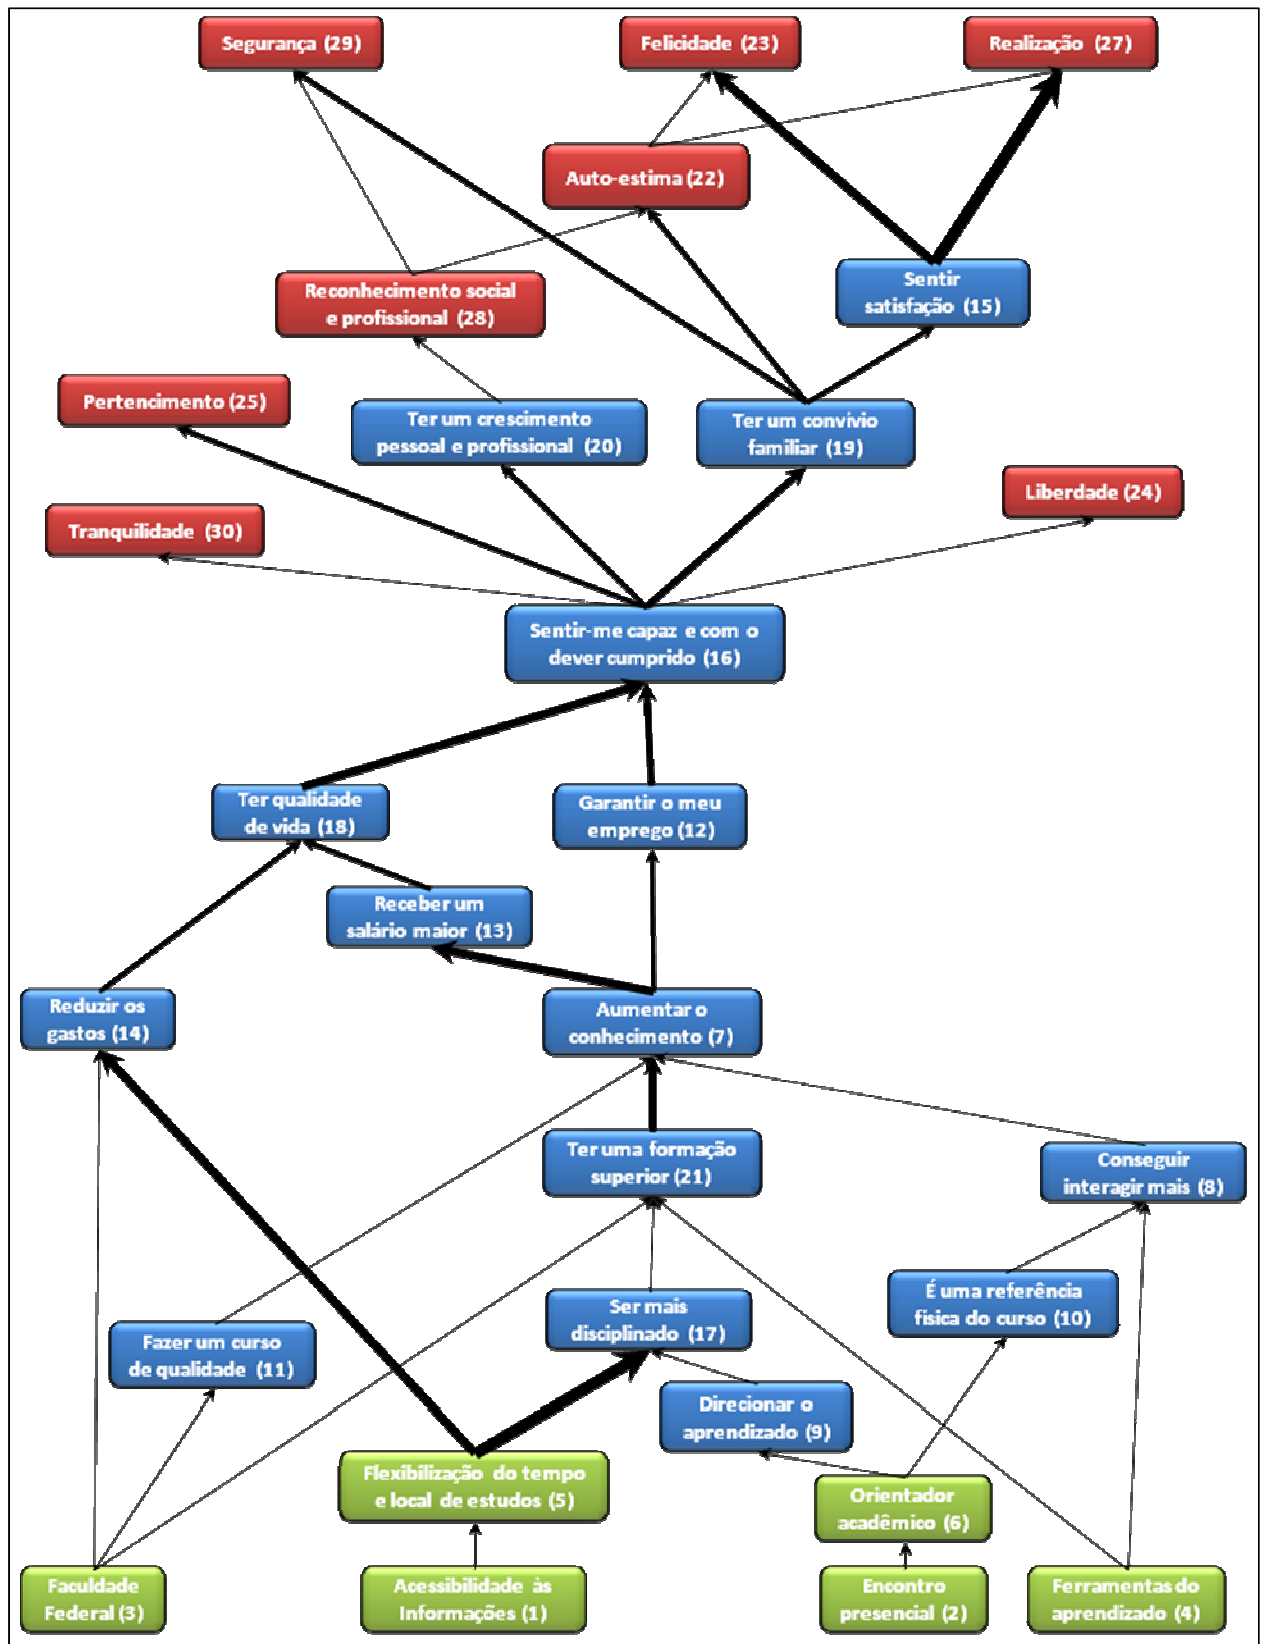 Segurança (29)
Felicidade (23)
Realização (27)
Auto-estima (22)
Sentir
satisfação (15)
Reconhecimento social
e profissional (28)
Pertencimento (25)
Ter um crescimento
pessoal e profissional (20)
Ter um convívio
familiar (19)
Liberdade (24)
Tranquilidade (30)
Sentir-me capaz e com o
dever cumprido (16)
Ter qualidade
de vida (18)
Garantir o meu
emprego (12)
Receber um
salário maior (13)
Reduzir os
gastos (14)
Aumentar o
conhecimento (7)
Ter uma formação
superior (21)
Conseguir
interagir mais (8)
É uma referência
física do curso (10)
Ser mais
disciplinado (17)
Fazer um curso
de qualidade (11)
Direcionar o
aprendizado (9)
Flexibilização do tempo
e local de estudos (5)
Orientador
acadêmico (6)
Faculdade
Federal (3)
Acessibilidade às
Informações (1)
Encontro
presencial (2)
Ferramentas do
aprendizado (4)